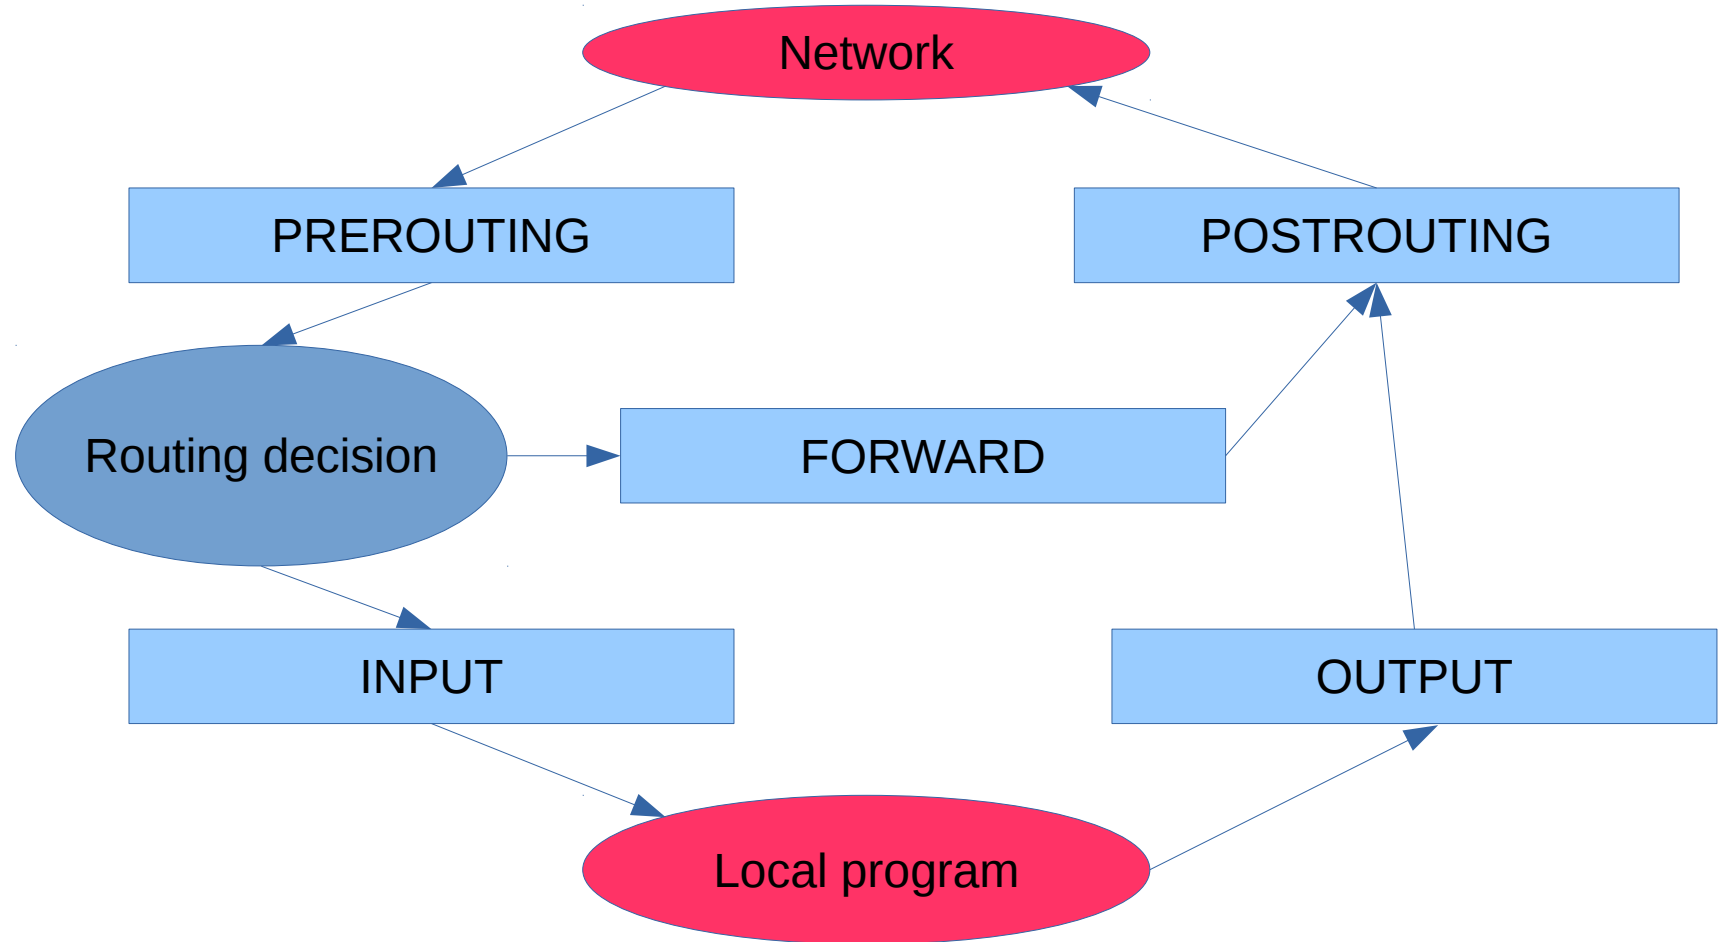 Network
PREROUTING
POSTROUTING
Routing decision
FORWARD
INPUT
OUTPUT
Local program